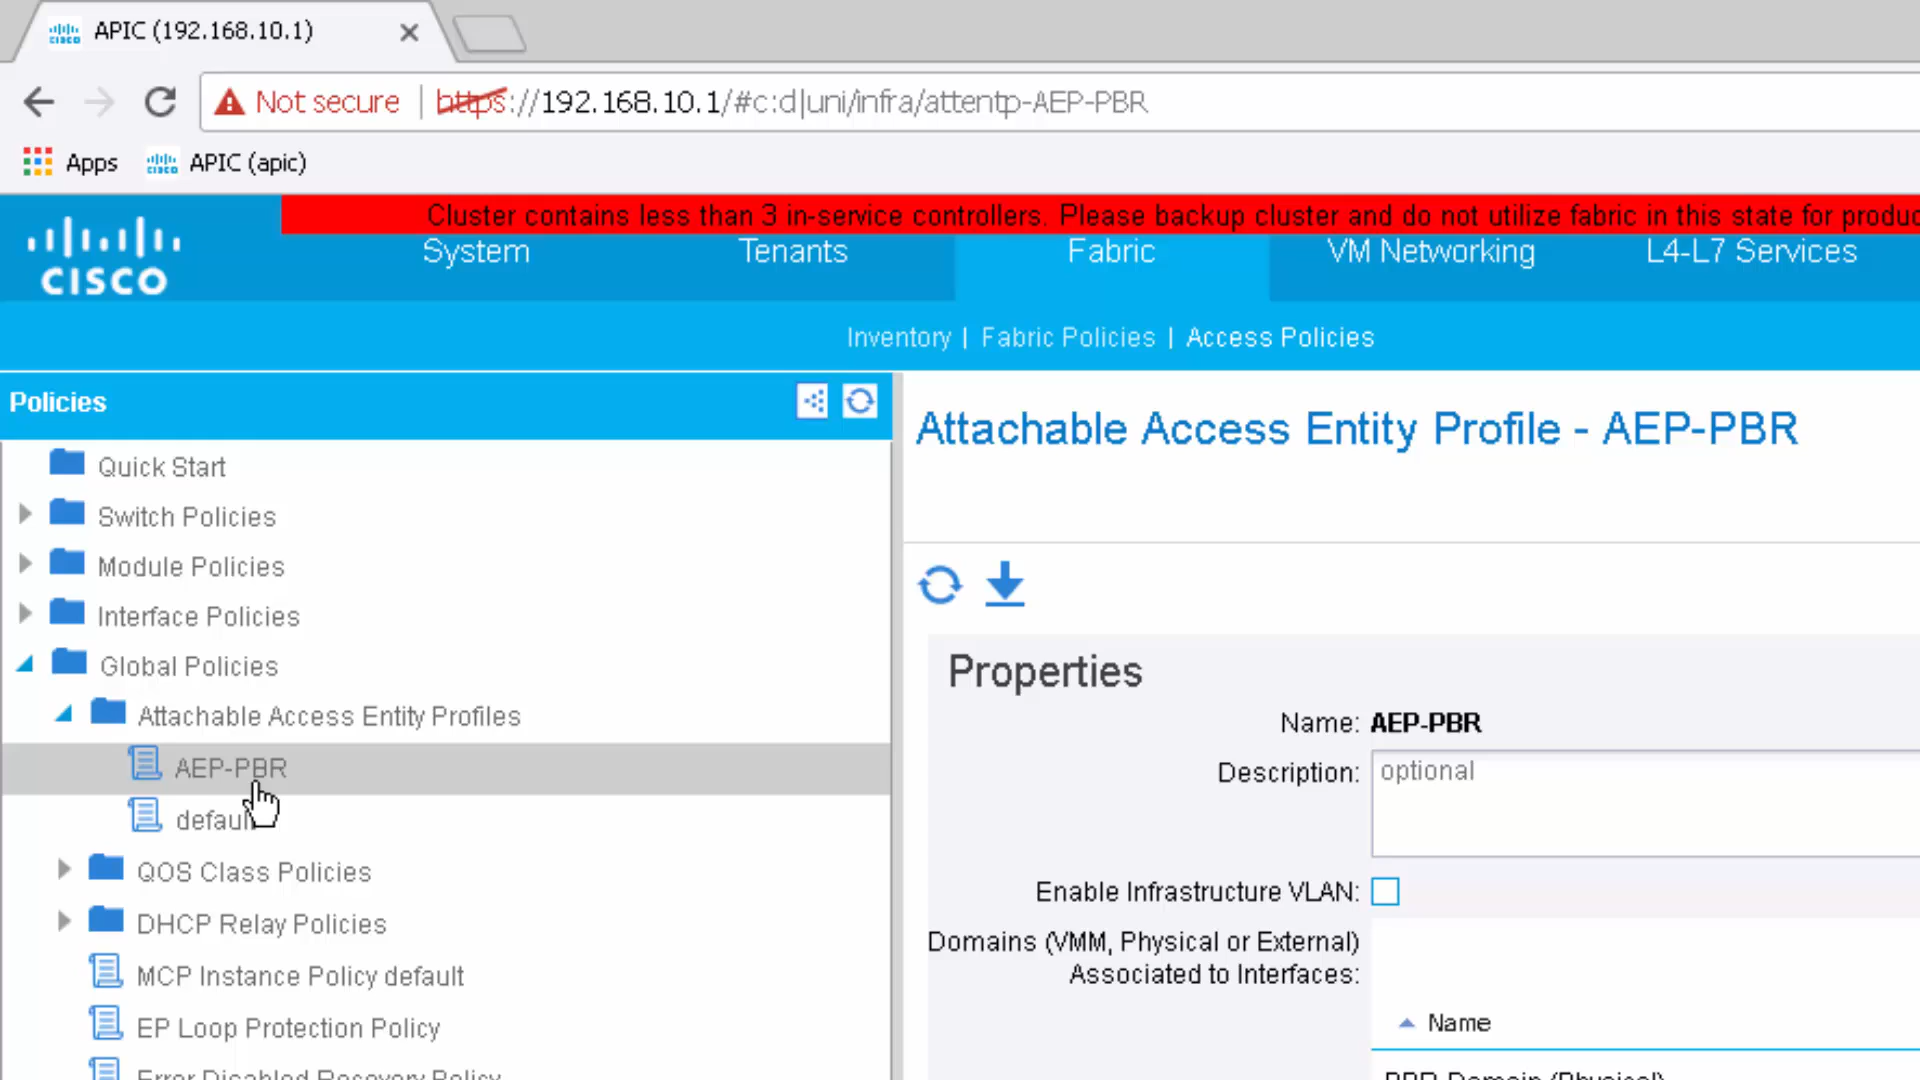 APIC (192.168.10.1)
Not secure https://192.168.10.1/#c:d|uni/infra/attentp-AEP-PBR
Apps APIC (apic)
Cluster contains less than 3 in-service controllers. Please backup cluster and do not utilize fabric in this state for produc
CISCO
System Tenants Fabric VM Networking L4-L7 Services
Inventory | Fabric Policies | Access Policies
Policies
Quick Start
Switch Policies
Module Policies
Interface Policies
Global Policies
Attachable Access Entity Profiles
AEP-PBR
defaul
QOS Class Policies
DHCP Relay Policies
MCP Instance Policy default
EP Loop Protection Policy
Error Disabled Recovery Policy
Attachable Access Entity Profile - AEP-PBR
Properties
Name: AEP-PBR
Description: optional
Enable Infrastructure VLAN:
Domains (VMM, Physical or External)
Associated to Interfaces:
Name
PBR-Domain (Physical)